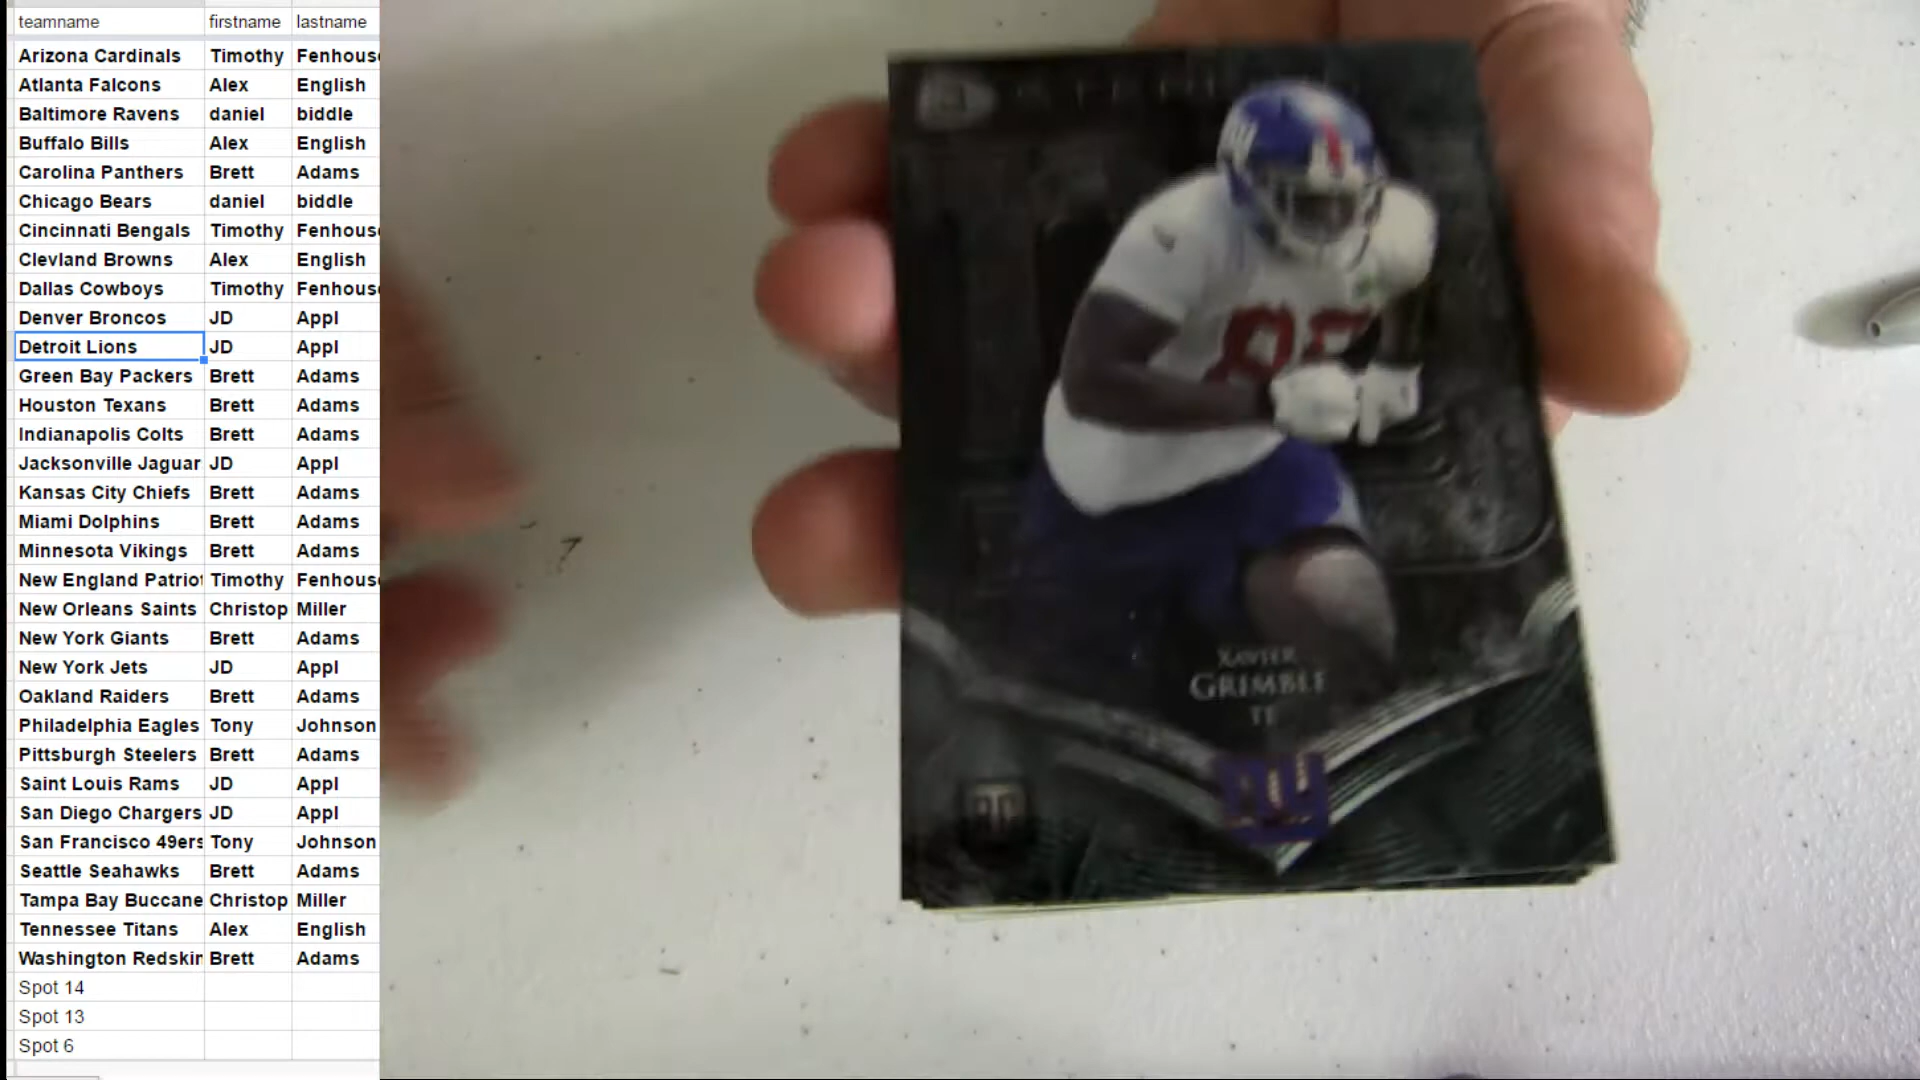 teamname firstname lastname
Arizona Cardinals Timothy Fenhouse
Atlanta Falcons Alex English
Baltimore Ravens daniel biddle
Buffalo Bills Alex English
Carolina Panthers Brett Adams
Chicago Bears daniel biddle
Cincinnati Bengals Timothy Fenhouse
Clevland Browns Alex English
Dallas Cowboys Timothy Fenhouse
Denver Broncos JD Appl
Detroit Lions JD Appl
Green Bay Packers Brett Adams
Houston Texans Brett Adams
Indianapolis Colts Brett Adams
Jacksonville Jaguar JD Appl
Kansas City Chiefs Brett Adams
Miami Dolphins Brett Adams
Minnesota Vikings Brett Adams
New England Patriot Timothy Fenhouse
New Orleans Saints Christop Miller
New York Giants Brett Adams
New York Jets JD Appl
Oakland Raiders Brett Adams
Philadelphia Eagles Tony Johnson
Pittsburgh Steelers Brett Adams
Saint Louis Rams JD Appl
San Diego Chargers JD Appl
San Francisco 49ers Tony Johnson
Seattle Seahawks Brett Adams
Tampa Bay Buccane Christop Miller
Tennessee Titans Alex English
Washington Redskin Brett Adams
Spot 14
Spot 13
Spot 6
XAVIER
GRIMBLE
TE
RC